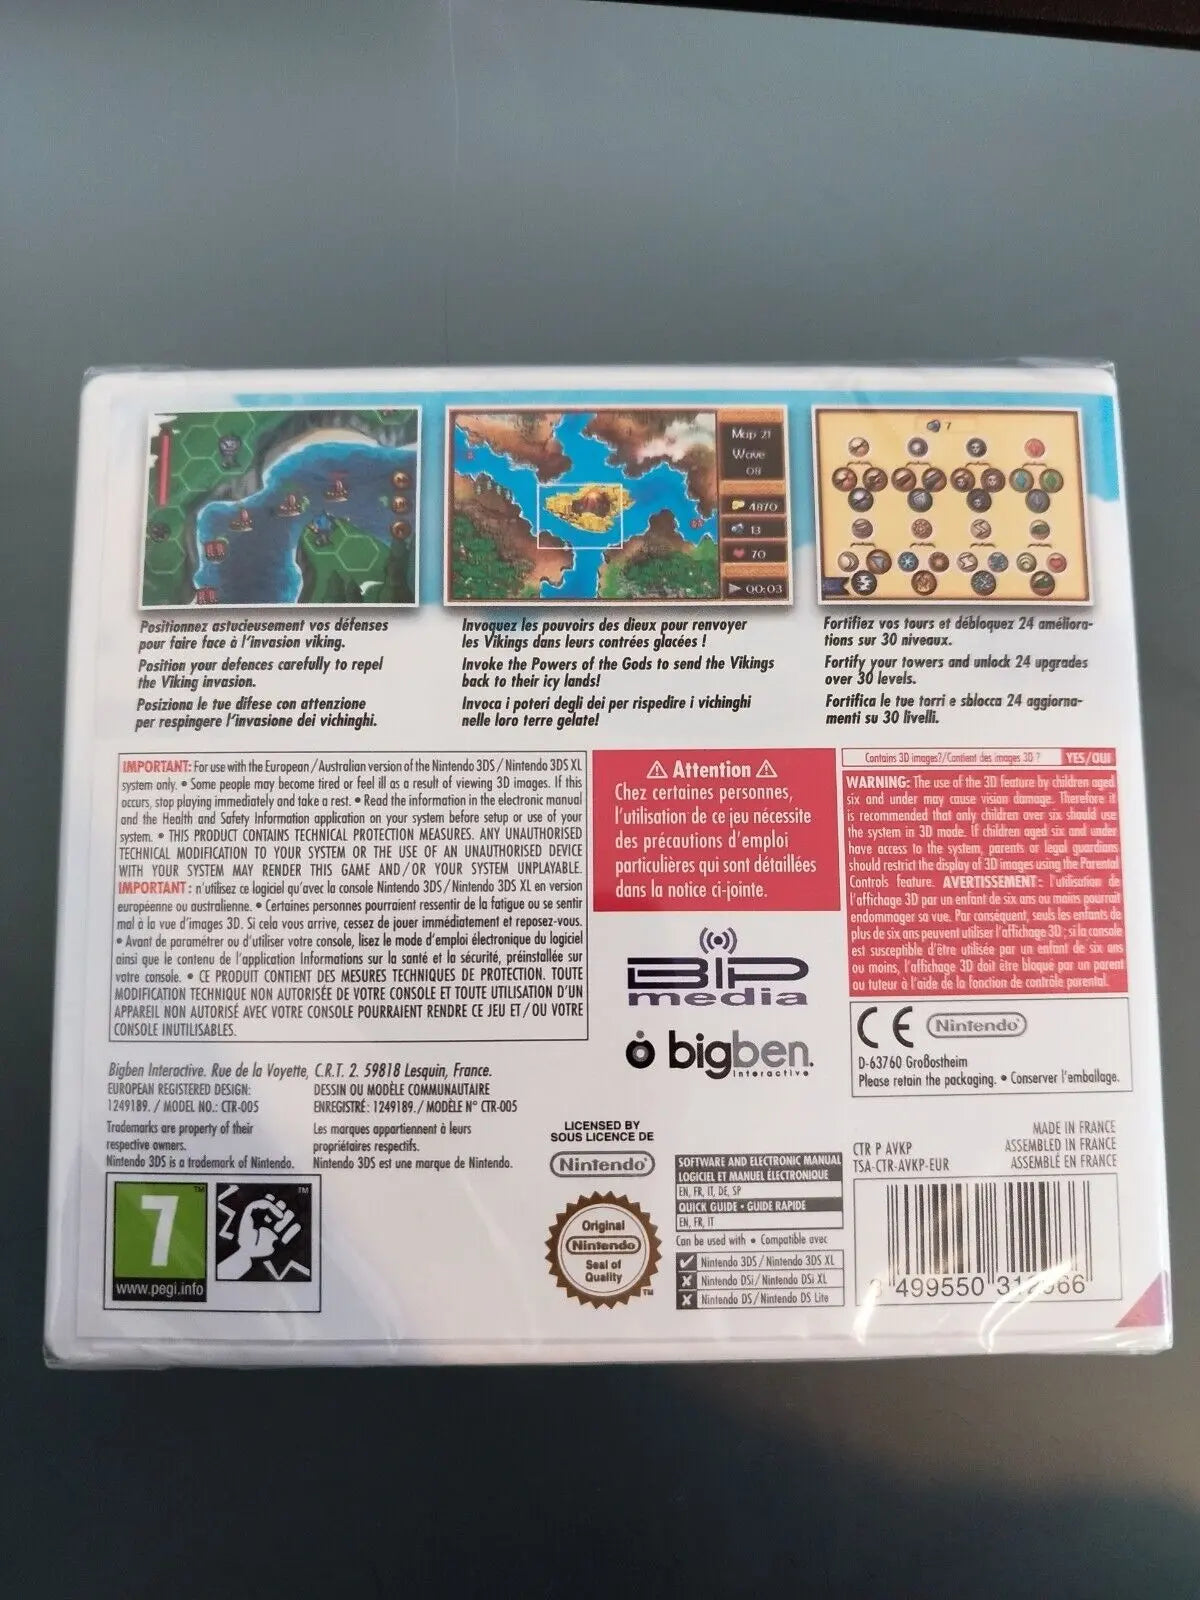 7
Map 21
Wave
08
4870
13
70
00:03
Positionnez astucieusement vos défenses
pour faire face à l'invasion viking.
Position your defences carefully to repel
the Viking invasion.
Posiziona le tue difese con attenzione
per respingere l'invasione dei vichinghi.
Invoquez les pouvoirs des dieux pour renvoyer
les Vikings dans leurs contrées glacées !
Invoke the Powers of the Gods to send the Vikings
back to their icy lands!
Invoca i poteri degli dei per rispedire i vichinghi
nelle loro terre gelate!
Fortifiez vos tours et débloquez 24 améliora-
tions sur 30 niveaux.
Fortify your towers and unlock 24 upgrades
over 30 levels.
Fortifica le tue torri e sblocca 24 aggiorna-
menti su 30 livelli.
IMPORTANT: For use with the European/Australian version of the Nintendo 3DS/ Nintendo 3DS XL
system only. • Some people may become tired or feel ill as a result of viewing 3D images. If this
occurs, stop playing immediately and take a rest. • Read the information in the electronic manual
and the Health and Safety Information application on your system before setup or use of your
system. • THIS PRODUCT CONTAINS TECHNICAL PROTECTION MEASURES. ANY UNAUTHORISED
TECHNICAL MODIFICATION TO YOUR SYSTEM OR THE USE OF AN UNAUTHORISED DEVICE
WITH YOUR SYSTEM MAY RENDER THIS GAME AND/OR YOUR SYSTEM UNPLAYABLE.
IMPORTANT : n'utilisez ce logiciel qu'avec la console Nintendo 3DS/Nintendo 3DS XL en version
européenne ou australienne. • Certaines personnes pourraient ressentir de la fatigue ou se sentir
mal à la vue d'images 3D. Si cela vous arrive, cessez de jouer immédiatement et reposez-vous.
• Avant de paramétrer ou d'utiliser votre console, lisez le mode d'emploi électronique du logiciel
ainsi que le contenu de l'application Informations sur la santé et la sécurité, préinstallée sur
votre console. • CE PRODUIT CONTIENT DES MESURES TECHNIQUES DE PROTECTION. TOUTE
MODIFICATION TECHNIQUE NON AUTORISÉE DE VOTRE CONSOLE ET TOUTE UTILISATION D'UN
APPAREIL NON AUTORISÉ AVEC VOTRE CONSOLE POURRAIENT RENDRE CE JEU ET/OU VOTRE
CONSOLE INUTILISABLES.
Attention
Chez certaines personnes,
l'utilisation de ce jeu nécessite
des précautions d'emploi
particulières qui sont détaillées
dans la notice ci-jointe.
Contains 3D images?/Contient des images 3D ? YES/OUI
WARNING: The use of the 3D feature by children aged
six and under may cause vision damage. Therefore it
is recommended that only children over six should use
the system in 3D mode. If children aged six and under
have access to the system, parents or legal guardians
should restrict the display of 3D images using the Parental
Controls feature. AVERTISSEMENT : l'utilisation de
l'affichage 3D par un enfant de six ans ou moins pourrait
endommager sa vue. Par conséquent, seuls les enfants de
plus de six ans peuvent utiliser l'affichage 3D ; si la console
est susceptible d'être utilisée par un enfant de six ans
ou moins, l'affichage 3D doit être bloqué par un parent
ou tuteur à l'aide de la fonction de contrôle parental.
BIP
media
bigben
interactive
CE Nintendo
D-63760 Großostheim
Please retain the packaging. • Conserver l'emballage.
Bigben Interactive. Rue de la Voyette, C.R.T. 2. 59818 Lesquin, France.
EUROPEAN REGISTERED DESIGN:
1249189. / MODEL NO.: CTR-005
DESSIN OU MODÈLE COMMUNAUTAIRE
ENREGISTRÉ : 1249189. / MODÈLE N° CTR-005
Trademarks are property of their
respective owners.
Nintendo 3DS is a trademark of Nintendo.
Les marques appartiennent à leurs
propriétaires respectifs.
Nintendo 3DS est une marque de Nintendo.
LICENSED BY
SOUS LICENCE DE
Nintendo
Original
Nintendo
Seal of
Quality
TM
SOFTWARE AND ELECTRONIC MANUAL
LOGICIEL ET MANUEL ÉLECTRONIQUE
EN, FR, IT, DE, SP
QUICK GUIDE • GUIDE RAPIDE
EN, FR, IT
Can be used with • Compatible avec
Nintendo 3DS / Nintendo 3DS XL
Nintendo DSi/ Nintendo DSi XL
Nintendo DS/Nintendo DS Lite
MADE IN FRANCE
CTR P AVKP
ASSEMBLED IN FRANCE
TSA-CTR-AVKP-EUR
ASSEMBLÉ EN FRANCE
7 TM
www.pegi.info
TM
499550